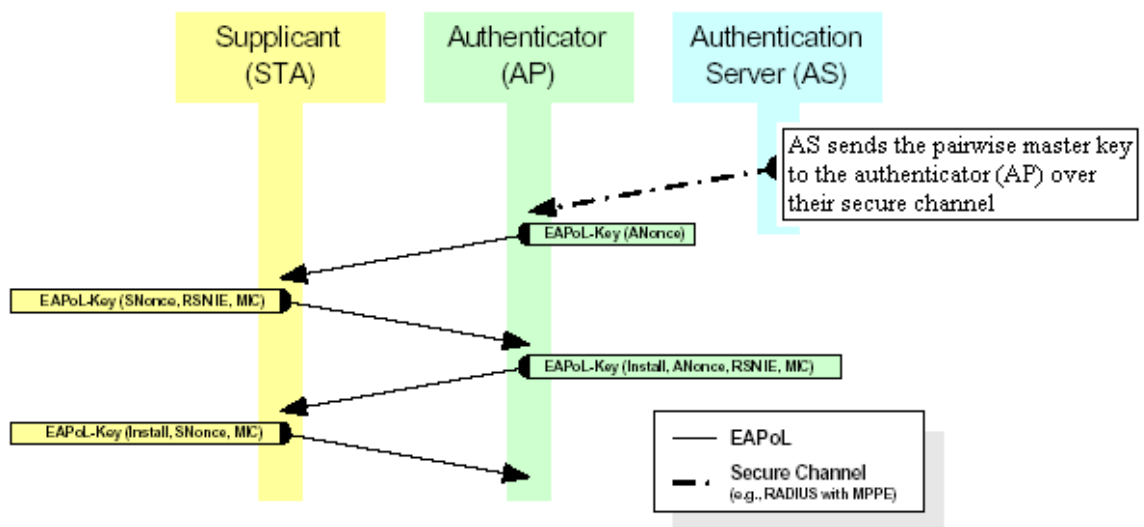 Supplicant
(STA)
Authenticator
(AP)
Authentication
Server (AS)
AS sends the pairwise master key
to the authenticator (AP) over
their secure channel
EAPoL-Key (ANonce)
EAPoL-Key (SNonce, RSNIE, MIC)
EAPoL-Key (Install, ANonce, RSNIE, MIC)
EAPoL-Key (Install, SNonce, MIC)
EAPoL
Secure Channel
(e.g., RADIUS with MPPE)